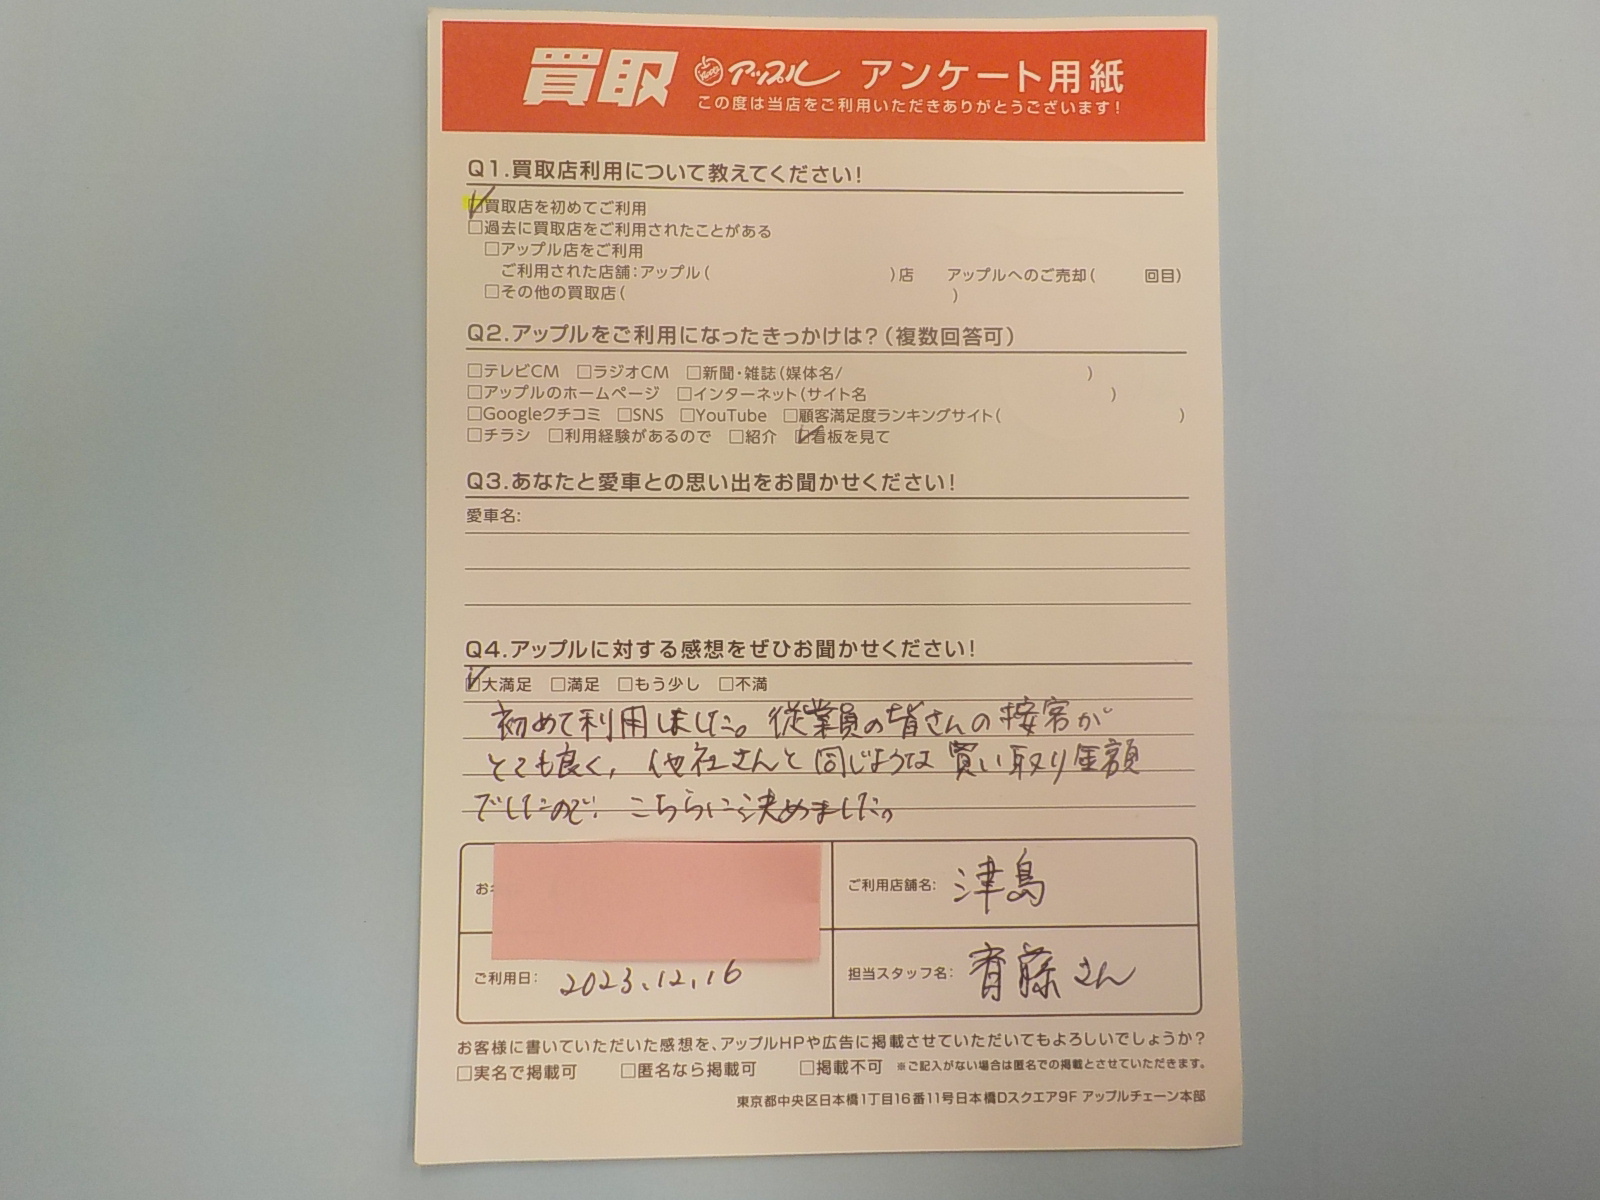 買取 アップル アンケート用紙
この度は当店をご利用いただきありがとうございます！
Q1.買取店利用について教えてください！
☑買取店を初めてご利用
□過去に買取店をご利用されたことがある
□アップル店をご利用
ご利用された店舗：アップル（　）店　アップルへのご売却（　回目）
□その他の買取店（　）
Q2.アップルをご利用になったきっかけは？（複数回答可）
□テレビCM　□ラジオCM　□新聞・雑誌（媒体名/　）
□アップルのホームページ　□インターネット（サイト名　）
□Googleクチコミ　□SNS　□YouTube　□顧客満足度ランキングサイト（　）
□チラシ　□利用経験があるので　□紹介　☑看板を見て
Q3.あなたと愛車との思い出をお聞かせください！
愛車名：
Q4.アップルに対する感想をぜひお聞かせください！
☑大満足　□満足　□もう少し　□不満
初めて利用しました。従業員の皆さんの接客が
とても良く、他社さんと同じような買い取り金額
でしたので、こちらに決めました。
お
ご利用店舗名：津島
ご利用日：2023.12.16
担当スタッフ名：斉藤さん
お客様に書いていただいた感想を、アップルHPや広告に掲載させていただいてもよろしいでしょうか？
□実名で掲載可　□匿名なら掲載可　□掲載不可　※ご記入がない場合は匿名での掲載とさせていただきます。
東京都中央区日本橋1丁目16番11号日本橋Dスクエア9F アップルチェーン本部